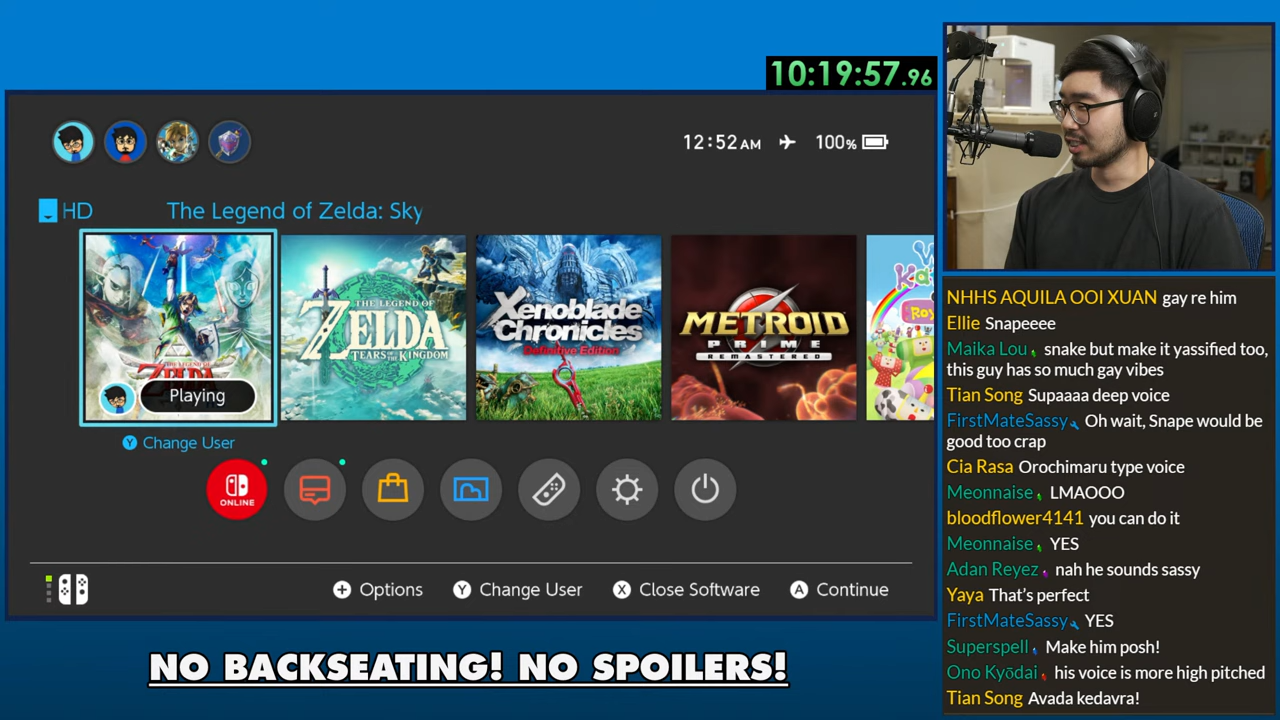 10:19:57.96
12:52 AM 100%
HD The Legend of Zelda: Sky
THE LEGEND OF
ZELDA
TEARS OF THE KINGDOM
Xenoblade
Chronicles
Definitive Edition
METROID
PRIME
REMASTERED
Playing
Y Change User
ONLINE
+ Options Y Change User X Close Software A Continue
NO BACKSEATING! NO SPOILERS!
NHHS AQUILA OOI XUAN gay re him
Ellie Snapeeee
Maika Lou snake but make it yassified too,
this guy has so much gay vibes
Tian Song Supaaaa deep voice
FirstMateSassy Oh wait, Snape would be
good too crap
Cia Rasa Orochimaru type voice
Meonnaise LMAOOO
bloodflower4141 you can do it
Meonnaise YES
Adan Reyez nah he sounds sassy
Yaya That's perfect
FirstMateSassy YES
Superspell Make him posh!
Ono Kyōdai his voice is more high pitched
Tian Song Avada kedavra!